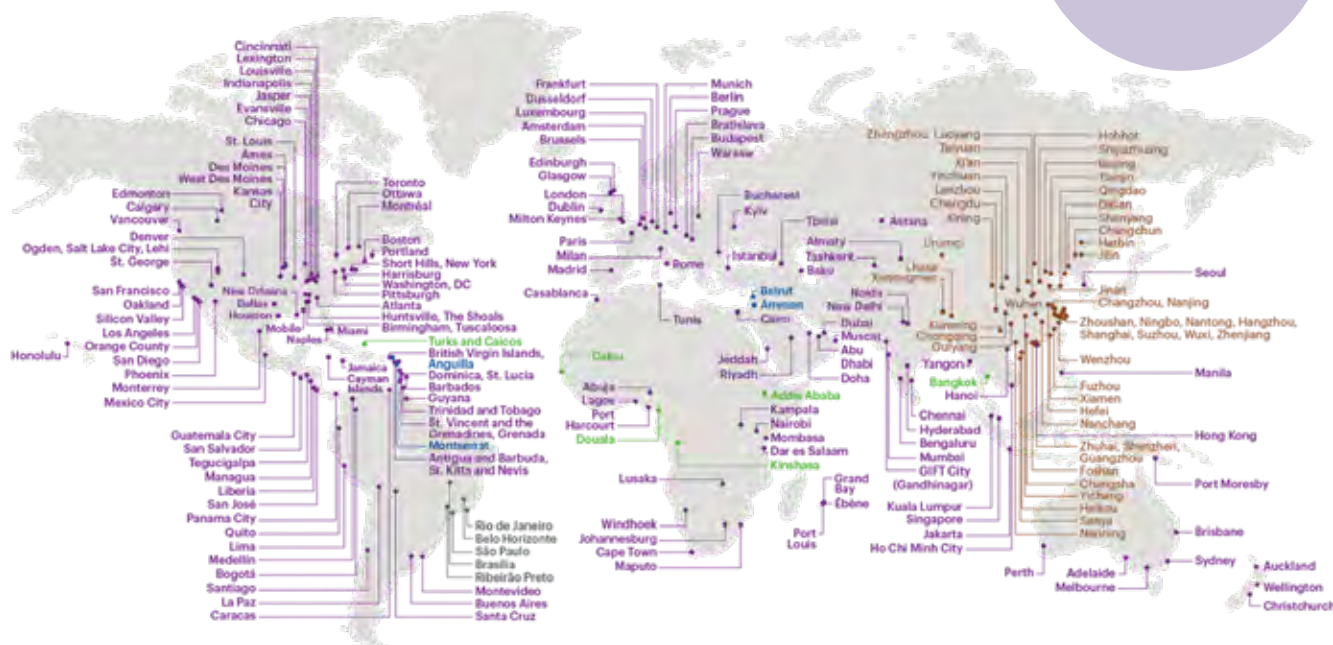 Cincinnati
Lexington
Louisville
Indianapolis
Jasper
Evansville
Chicago
St. Louis
Ames
Des Moines
West Des Moines
Kansas
City
Edmonton
Calgary
Vancouver
Denver
Ogden, Salt Lake City, Lehi
St. George
San Francisco
Oakland
Silicon Valley
Los Angeles
Orange County
San Diego
Phoenix
Monterrey
Mexico City
Honolulu
New Orleans
Dallas
Houston
Mobile
Naples
Miami
Toronto
Ottawa
Montréal
Boston
Portland
Short Hills, New York
Harrisburg
Washington, DC
Pittsburgh
Atlanta
Huntsville, The Shoals
Birmingham, Tuscaloosa
Turks and Caicos
British Virgin Islands,
Anguilla
Jamaica
Cayman
Islands
Dominica, St. Lucia
Barbados
Guyana
Trinidad and Tobago
St. Vincent and the
Grenadines, Grenada
Montserrat
Antigua and Barbuda,
St. Kitts and Nevis
Guatemala City
San Salvador
Tegucigalpa
Managua
Liberia
San José
Panama City
Quito
Lima
Medellín
Bogotá
Santiago
La Paz
Caracas
Rio de Janeiro
Belo Horizonte
São Paulo
Brasília
Ribeirão Preto
Montevideo
Buenos Aires
Santa Cruz
Frankfurt
Dusseldorf
Luxembourg
Amsterdam
Brussels
Edinburgh
Glasgow
London
Dublin
Milton Keynes
Paris
Milan
Madrid
Casablanca
Munich
Berlin
Prague
Bratislava
Budapest
Warsaw
Bucharest
Kyiv
Rome
Istanbul
Tunis
Tbilisi
Astana
Almaty
Tashkent
Baku
Beirut
Amman
Cairo
Jeddah
Riyadh
Dubai
Muscat
Abu
Dhabi
Doha
Dakar
Abuja
Lagos
Port
Harcourt
Douala
Addis Ababa
Kampala
Nairobi
Mombasa
Dar es Salaam
Kinshasa
Lusaka
Windhoek
Johannesburg
Cape Town
Maputo
Grand
Bay
Ébène
Port
Louis
Noida
New Delhi
Chennai
Hyderabad
Bengaluru
Mumbai
GIFT City
(Gandhinagar)
Yangon
Bangkok
Hanoi
Kuala Lumpur
Singapore
Jakarta
Ho Chi Minh City
Zhengzhou, Luoyang
Taiyuan
Xi'an
Yinchuan
Lanzhou
Chengdu
Xining
Urumqi
Lhasa
Wuhan
Kunming
Chongqing
Guiyang
Hohhot
Shijiazhuang
Beijing
Tianjin
Qingdao
Dalian
Shenyang
Changchun
Harbin
Jilin
Seoul
Jinan
Changzhou, Nanjing
Zhoushan, Ningbo, Nantong, Hangzhou,
Shanghai, Suzhou, Wuxi, Zhenjiang
Wenzhou
Manila
Fuzhou
Xiamen
Hefei
Nanchang
Hong Kong
Zhuhai, Shenzhen,
Guangzhou
Foshan
Changsha
Yichang
Haikou
Sanya
Nanning
Port Moresby
Brisbane
Sydney
Perth
Adelaide
Melbourne
Auckland
Wellington
Christchurch